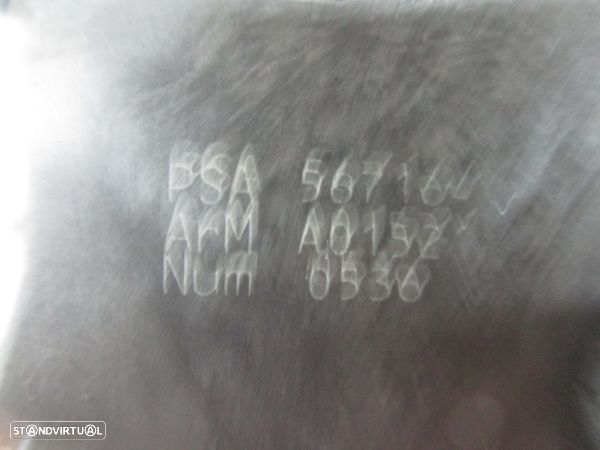 PSA 567164
ArM A0152
Num 0536
STANDVIRTUAL